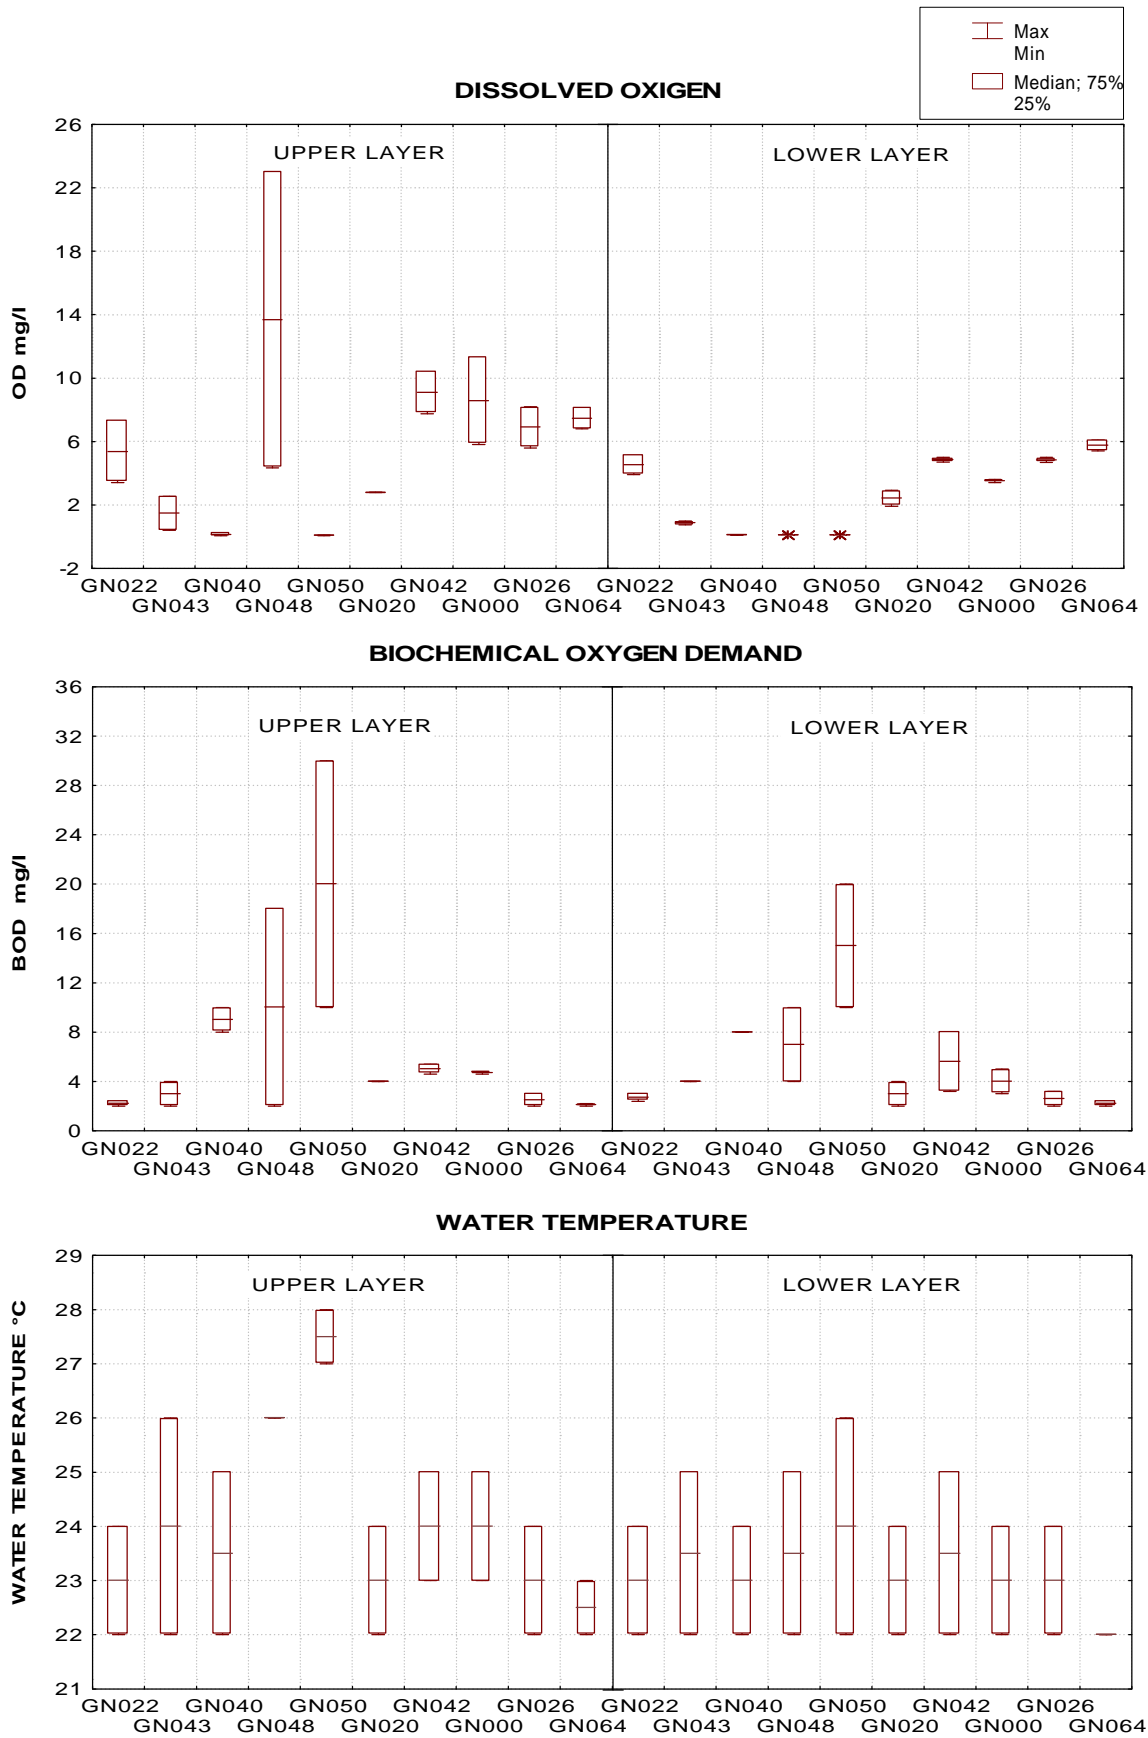 Max
Min
Median; 75%
25%
DISSOLVED OXIGEN
UPPER LAYER
LOWER LAYER
OD mg/l
26
22
18
14
10
6
2
-2
GN022 GN040 GN050 GN042 GN026 GN022 GN040 GN050 GN042 GN026
GN043 GN048 GN020 GN000 GN064 GN043 GN048 GN020 GN000 GN064
BIOCHEMICAL OXYGEN DEMAND
UPPER LAYER
LOWER LAYER
BOD mg/l
36
32
28
24
20
16
12
8
4
0
GN022 GN040 GN050 GN042 GN026 GN022 GN040 GN050 GN042 GN026
GN043 GN048 GN020 GN000 GN064 GN043 GN048 GN020 GN000 GN064
WATER TEMPERATURE
UPPER LAYER
LOWER LAYER
WATER TEMPERATURE °C
29
28
27
26
25
24
23
22
21
GN022 GN040 GN050 GN042 GN026 GN022 GN040 GN050 GN042 GN026
GN043 GN048 GN020 GN000 GN064 GN043 GN048 GN020 GN000 GN064